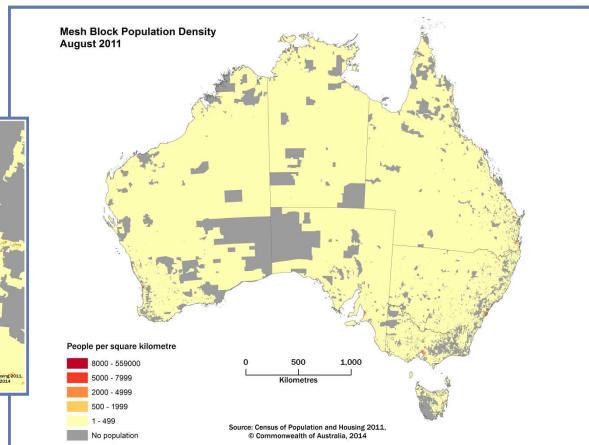 Mesh Block Population Density
August 2011
People per square kilometre
8000 - 559000
5000 - 7999
2000 - 4999
500 - 1999
1 - 499
No population
0 500 1,000
Kilometres
Source: Census of Population and Housing 2011,
© Commonwealth of Australia, 2014
using 2011,
2014